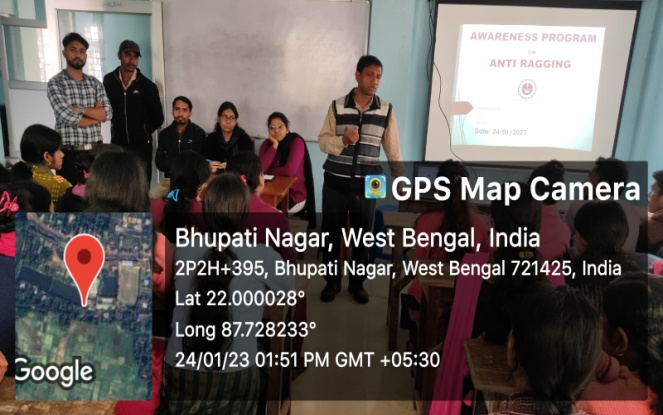 AWARENESS PROGRAM
ON
ANTI RAGGING
Date: 24/01/2023
GPS Map Camera
Bhupati Nagar, West Bengal, India
2P2H+395, Bhupati Nagar, West Bengal 721425, India
Lat 22.000028°
Long 87.728233°
24/01/23 01:51 PM GMT +05:30
Google